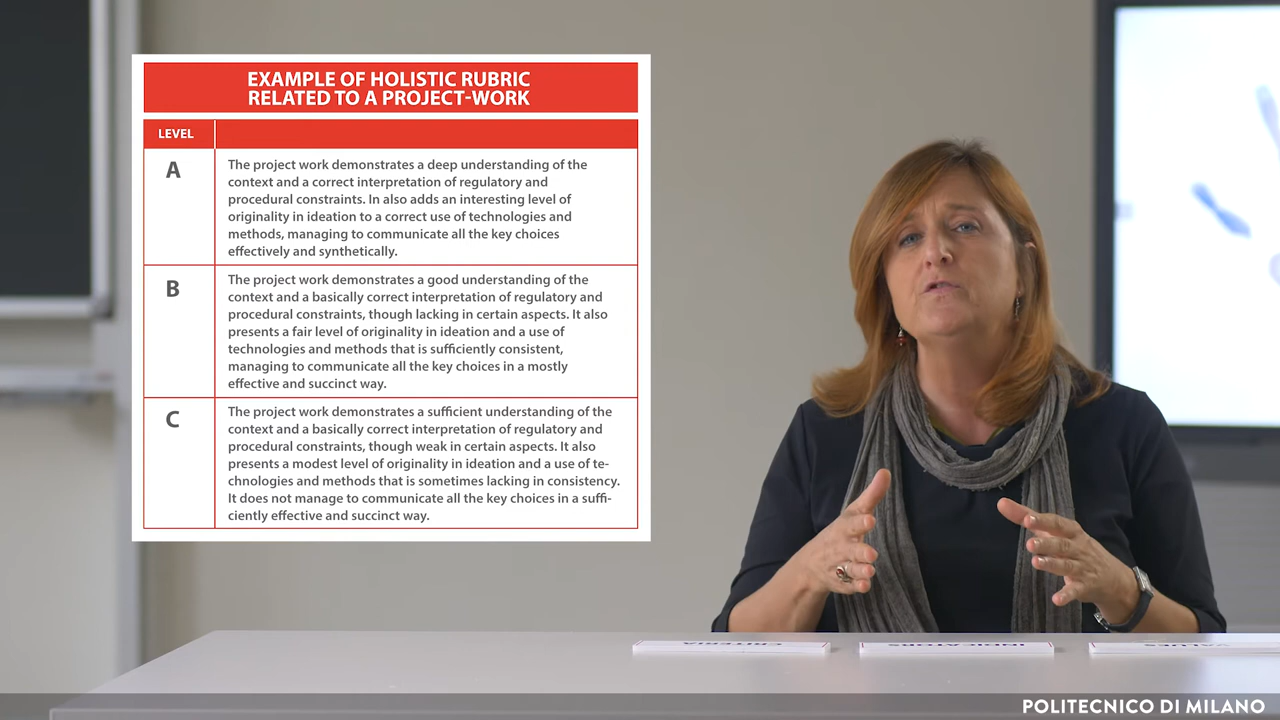 EXAMPLE OF HOLISTIC RUBRIC
RELATED TO A PROJECT-WORK
LEVEL
A
The project work demonstrates a deep understanding of the
context and a correct interpretation of regulatory and
procedural constraints. In also adds an interesting level of
originality in ideation to a correct use of technologies and
methods, managing to communicate all the key choices
effectively and synthetically.
B
The project work demonstrates a good understanding of the
context and a basically correct interpretation of regulatory and
procedural constraints, though lacking in certain aspects. It also
presents a fair level of originality in ideation and a use of
technologies and methods that is sufficiently consistent,
managing to communicate all the key choices in a mostly
effective and succinct way.
C
The project work demonstrates a sufficient understanding of the
context and a basically correct interpretation of regulatory and
procedural constraints, though weak in certain aspects. It also
presents a modest level of originality in ideation and a use of te-
chnologies and methods that is sometimes lacking in consistency.
It does not manage to communicate all the key choices in a suffi-
ciently effective and succinct way.
CRITERIA
INDICATORS
VALUES
POLITECNICO DI MILANO